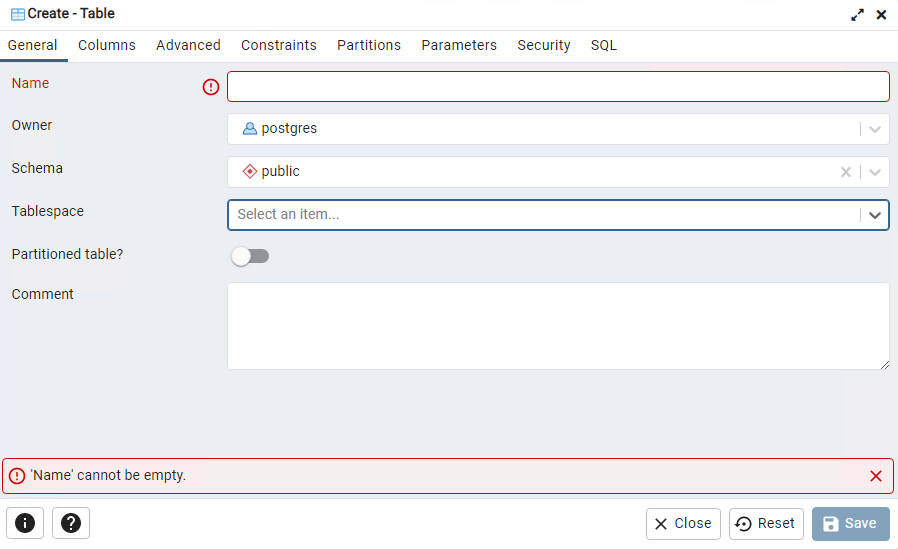 Create - Table
General Columns Advanced Constraints Partitions Parameters Security SQL
Name
Owner postgres
Schema public
Tablespace Select an item...
Partitioned table?
Comment
'Name' cannot be empty.
Close Reset Save